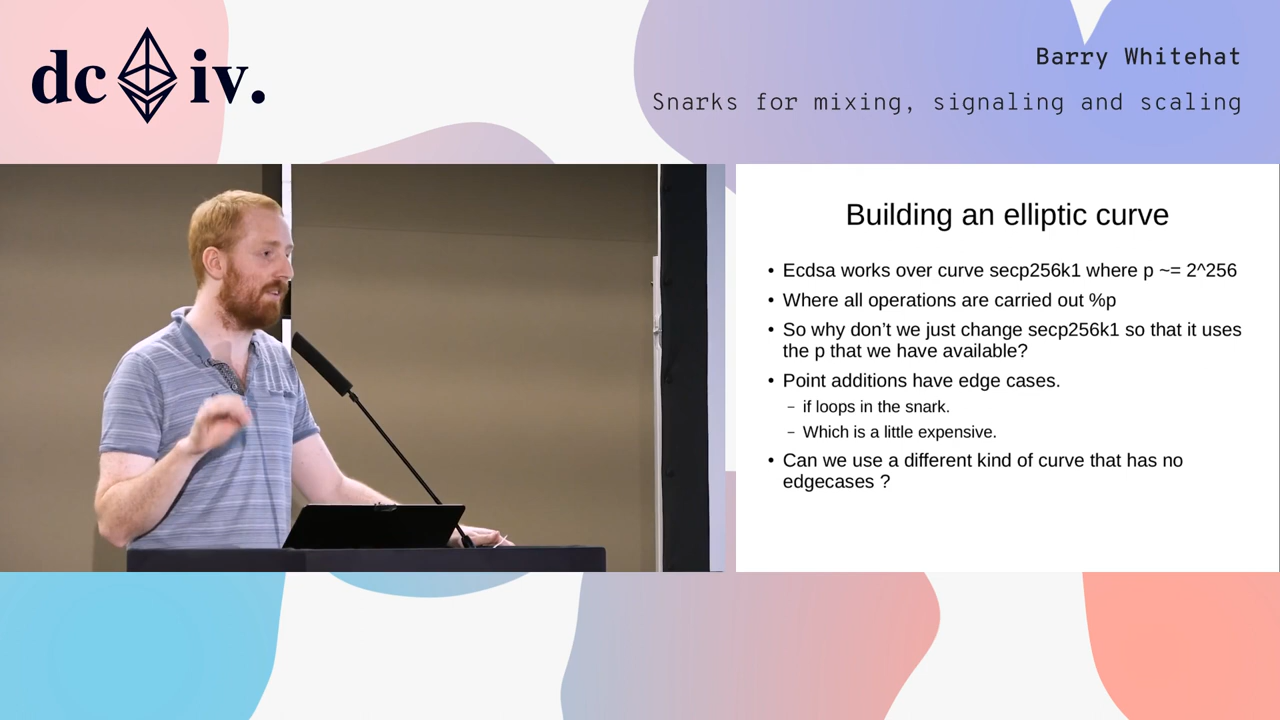 dc iv.
Barry Whitehat
Snarks for mixing, signaling and scaling
Building an elliptic curve
• Ecdsa works over curve secp256k1 where p ~= 2^256
• Where all operations are carried out %p
• So why don’t we just change secp256k1 so that it uses
the p that we have available?
• Point additions have edge cases.
– if loops in the snark.
– Which is a little expensive.
• Can we use a different kind of curve that has no
edgecases ?